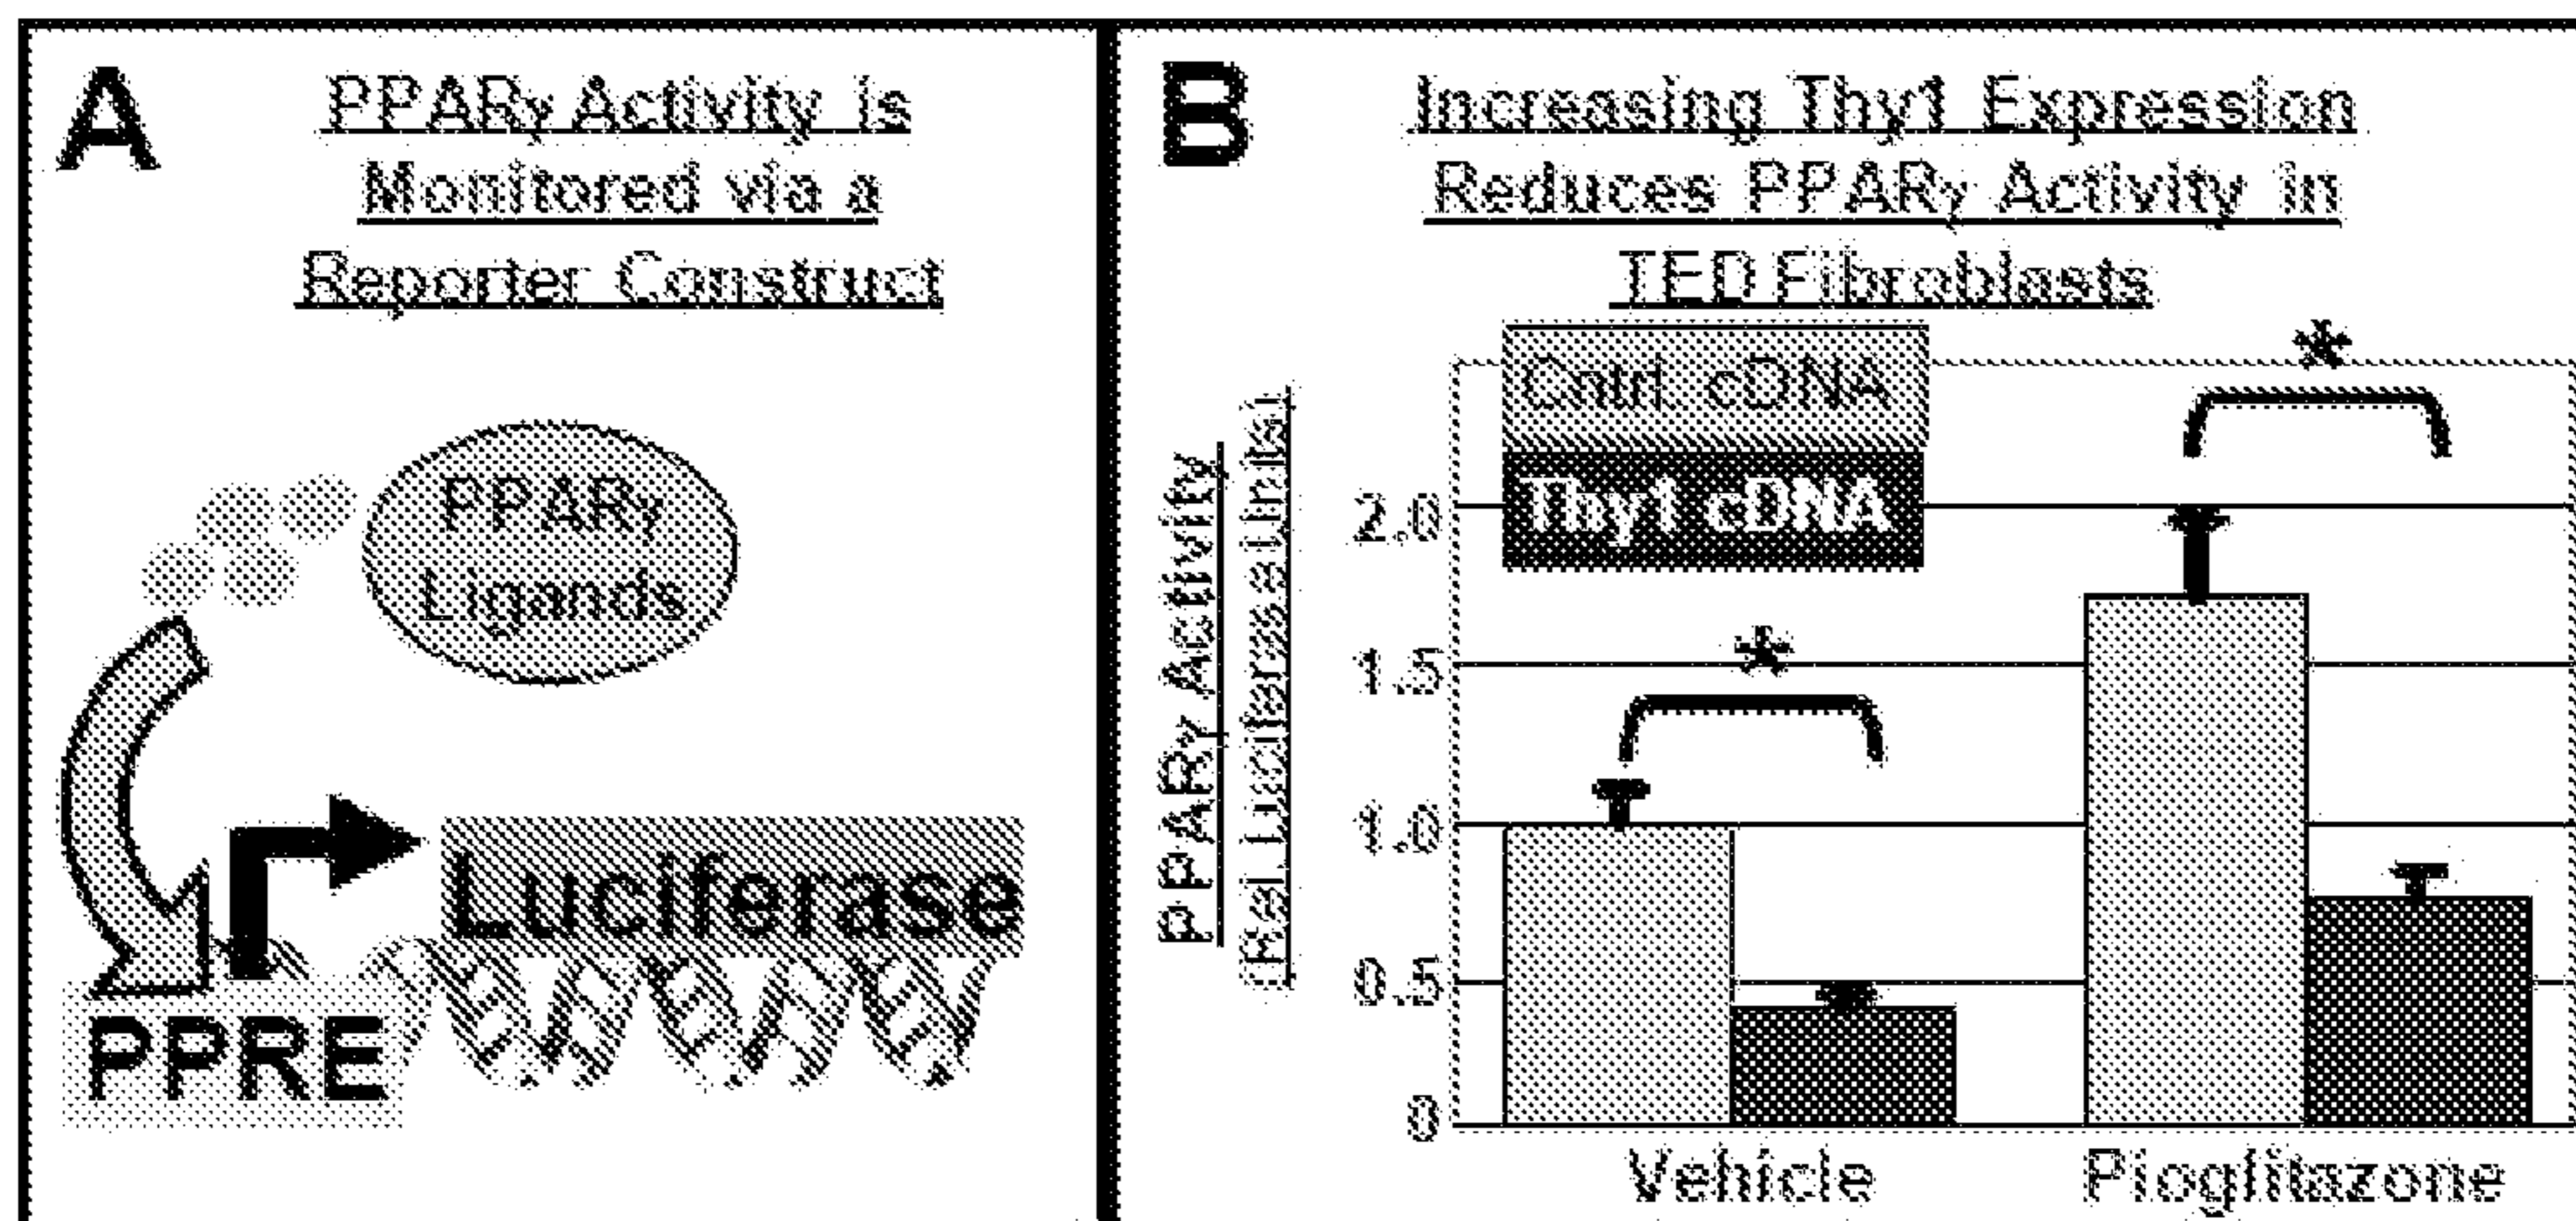 A
PPARγ Activity is
Monitored via a
Reporter Construct
PPARγ
Ligands
Luciferase
PPRE
B
Increasing Thy1 Expression
Reduces PPARγ Activity in
TED Fibroblasts
Cntrl cDNA
Thy1 cDNA
*
*
PPARγ Activity
(Rel Luciferase Units)
2.0
1.5
1.0
0.5
0
Vehicle
Pioglitazone